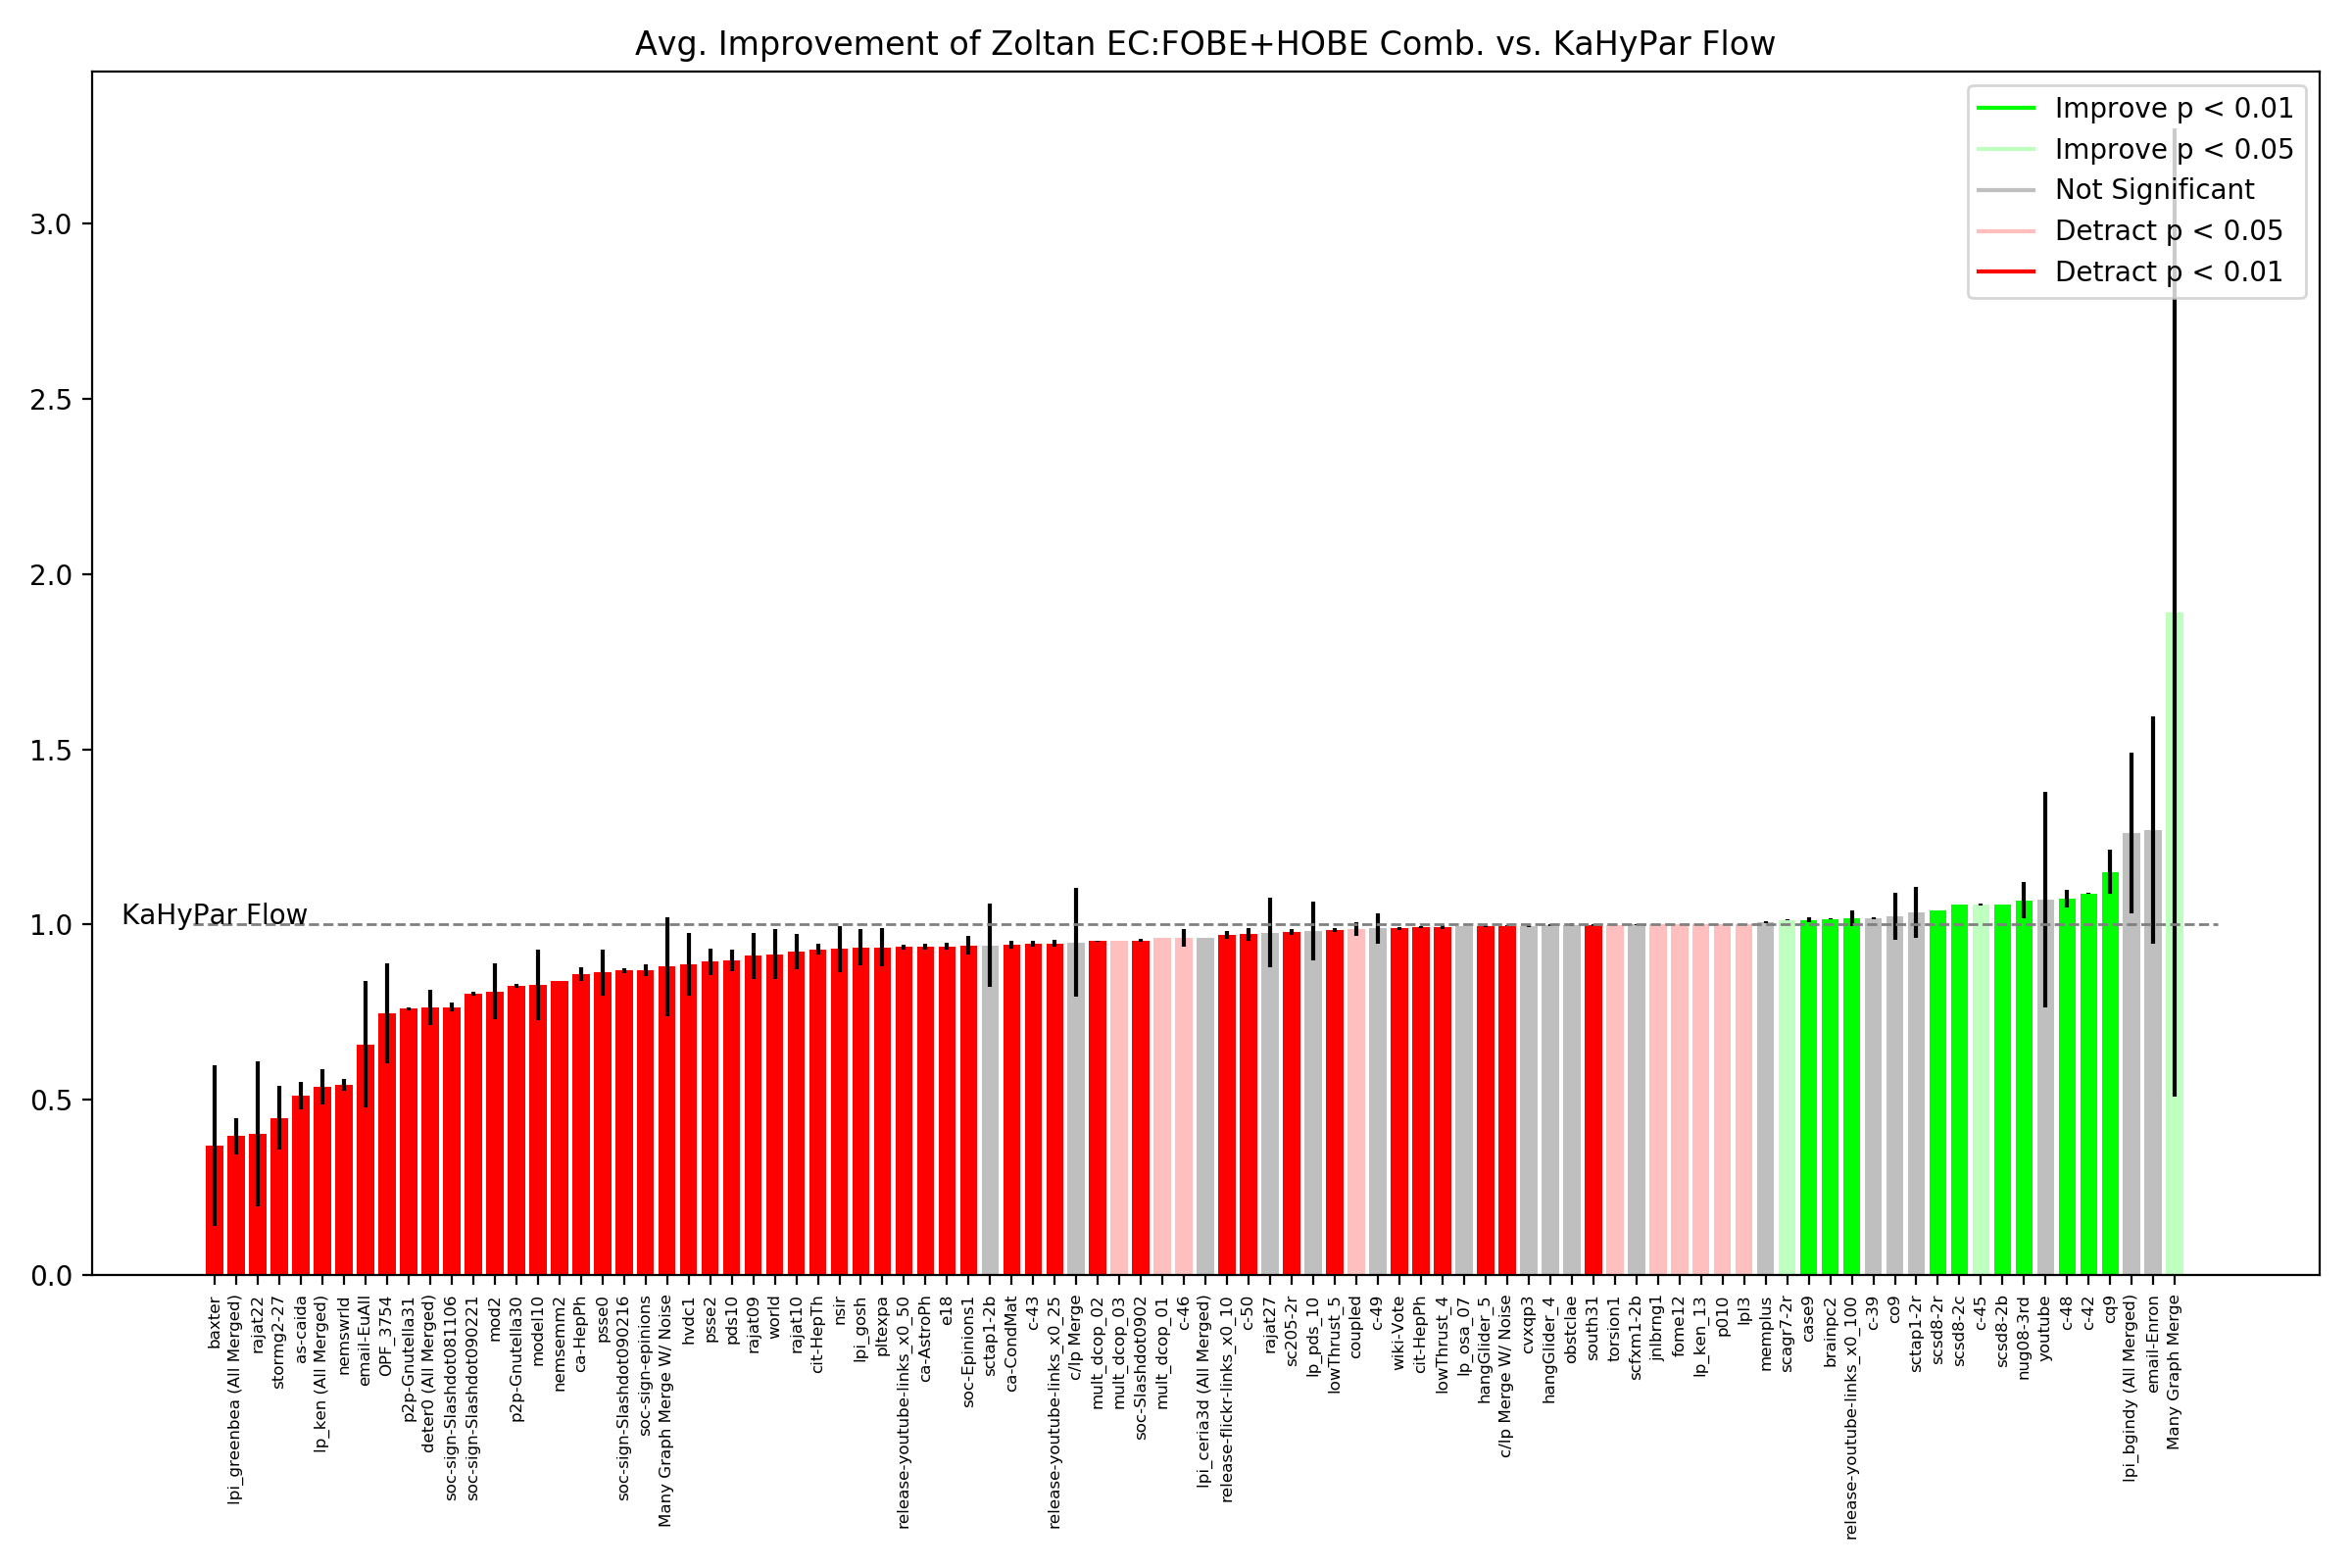 Avg. Improvement of Zoltan EC:FOBE+HOBE Comb. vs. KaHyPar Flow
Improve p < 0.01
Improve p < 0.05
Not Significant
Detract p < 0.05
Detract p < 0.01
3.0
2.5
2.0
1.5
1.0
0.5
0.0
KaHyPar Flow
baxter
lpi_greenbea (All Merged)
rajat22
stormg2-27
as-caida
lp_ken (All Merged)
nemswrld
email-EuAll
OPF_3754
p2p-Gnutella31
deter0 (All Merged)
soc-sign-Slashdot081106
soc-sign-Slashdot090221
mod2
p2p-Gnutella30
model10
nemsemm2
ca-HepPh
psse0
soc-sign-Slashdot090216
soc-sign-epinions
Many Graph Merge W/ Noise
hvdc1
psse2
pds10
rajat09
world
rajat10
cit-HepTh
nsir
lpi_gosh
pltexpa
release-youtube-links_x0_50
ca-AstroPh
e18
soc-Epinions1
sctap1-2b
ca-CondMat
c-43
release-youtube-links_x0_25
c/lp Merge
mult_dcop_02
mult_dcop_03
soc-Slashdot0902
mult_dcop_01
c-46
lpi_ceria3d (All Merged)
release-flickr-links_x0_10
c-50
rajat27
sc205-2r
lp_pds_10
lowThrust_5
coupled
c-49
wiki-Vote
cit-HepPh
lowThrust_4
lp_osa_07
hangGlider_5
c/lp Merge W/ Noise
cvxqp3
hangGlider_4
obstclae
south31
torsion1
scfxm1-2b
jnlbrng1
fome12
lp_ken_13
p010
lpl3
memplus
scagr7-2r
case9
brainpc2
release-youtube-links_x0_100
c-39
co9
sctap1-2r
scsd8-2r
scsd8-2c
c-45
scsd8-2b
nug08-3rd
youtube
c-48
c-42
cq9
lpi_bgindy (All Merged)
email-Enron
Many Graph Merge